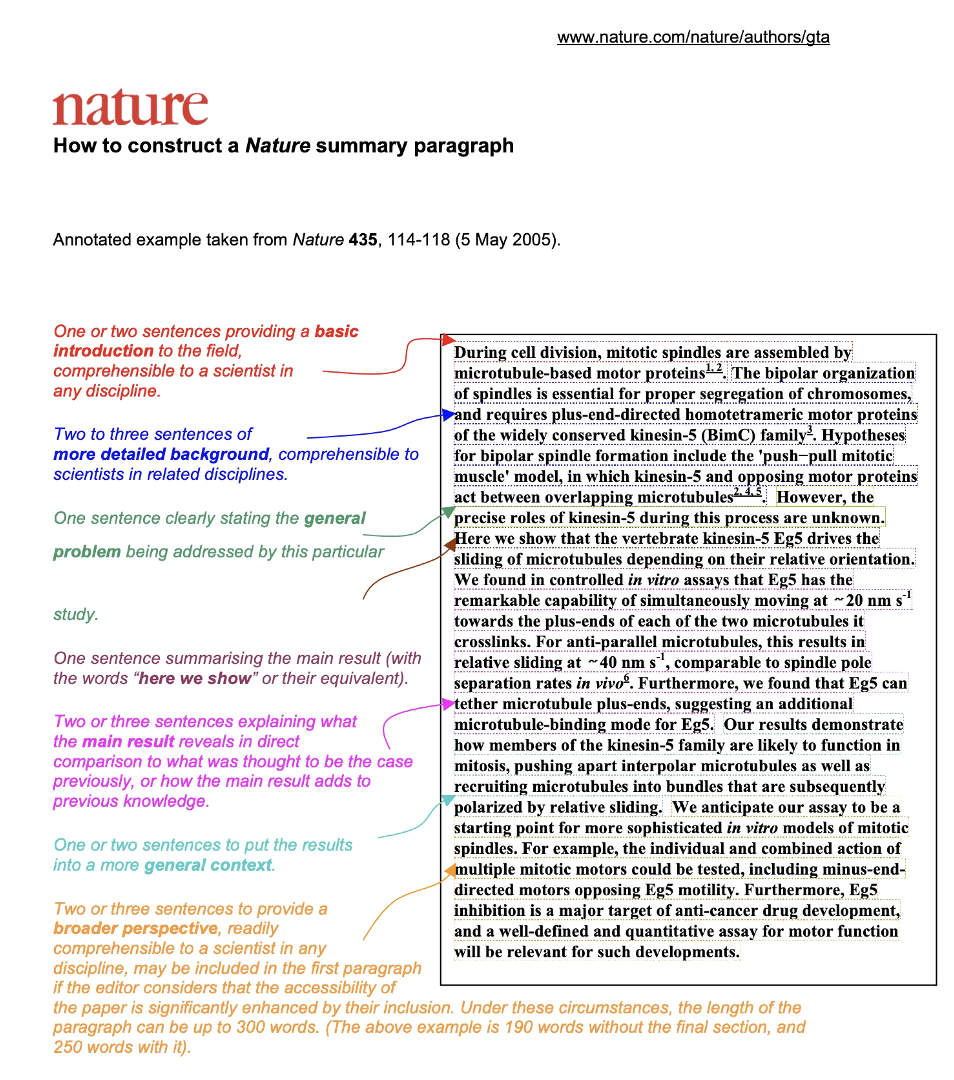 www.nature.com/nature/authors/gta
nature
How to construct a Nature summary paragraph
Annotated example taken from Nature 435, 114-118 (5 May 2005).
One or two sentences providing a basic
introduction to the field,
comprehensible to a scientist in
any discipline.
Two to three sentences of
more detailed background, comprehensible to
scientists in related disciplines.
One sentence clearly stating the general
problem being addressed by this particular
study.
One sentence summarising the main result (with
the words “here we show” or their equivalent).
Two or three sentences explaining what
the main result reveals in direct
comparison to what was thought to be the case
previously, or how the main result adds to
previous knowledge.
One or two sentences to put the results
into a more general context.
Two or three sentences to provide a
broader perspective, readily
comprehensible to a scientist in any
discipline, may be included in the first paragraph
if the editor considers that the accessibility of
the paper is significantly enhanced by their inclusion. Under these circumstances, the length of the
paragraph can be up to 300 words. (The above example is 190 words without the final section, and
250 words with it).
During cell division, mitotic spindles are assembled by
microtubule-based motor proteins1, 2. The bipolar organization
of spindles is essential for proper segregation of chromosomes,
and requires plus-end-directed homotetrameric motor proteins
of the widely conserved kinesin-5 (BimC) family3. Hypotheses
for bipolar spindle formation include the 'push−pull mitotic
muscle' model, in which kinesin-5 and opposing motor proteins
act between overlapping microtubules2, 4, 5. However, the
precise roles of kinesin-5 during this process are unknown.
Here we show that the vertebrate kinesin-5 Eg5 drives the
sliding of microtubules depending on their relative orientation.
We found in controlled in vitro assays that Eg5 has the
remarkable capability of simultaneously moving at ~20 nm s-1
towards the plus-ends of each of the two microtubules it
crosslinks. For anti-parallel microtubules, this results in
relative sliding at ~40 nm s-1, comparable to spindle pole
separation rates in vivo6. Furthermore, we found that Eg5 can
tether microtubule plus-ends, suggesting an additional
microtubule-binding mode for Eg5. Our results demonstrate
how members of the kinesin-5 family are likely to function in
mitosis, pushing apart interpolar microtubules as well as
recruiting microtubules into bundles that are subsequently
polarized by relative sliding. We anticipate our assay to be a
starting point for more sophisticated in vitro models of mitotic
spindles. For example, the individual and combined action of
multiple mitotic motors could be tested, including minus-end-
directed motors opposing Eg5 motility. Furthermore, Eg5
inhibition is a major target of anti-cancer drug development,
and a well-defined and quantitative assay for motor function
will be relevant for such developments.